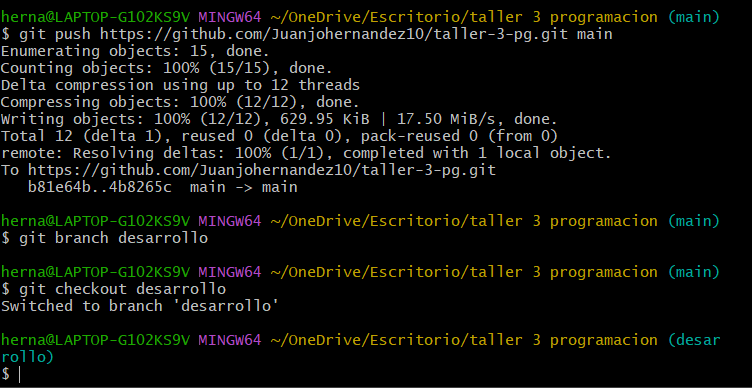 herna@LAPTOP-G102KS9V MINGW64 ~/OneDrive/Escritorio/taller 3 programacion (main)
$ git push https://github.com/Juanjohernandez10/taller-3-pg.git main
Enumerating objects: 15, done.
Counting objects: 100% (15/15), done.
Delta compression using up to 12 threads
Compressing objects: 100% (12/12), done.
Writing objects: 100% (12/12), 629.95 KiB | 17.50 MiB/s, done.
Total 12 (delta 1), reused 0 (delta 0), pack-reused 0 (from 0)
remote: Resolving deltas: 100% (1/1), completed with 1 local object.
To https://github.com/Juanjohernandez10/taller-3-pg.git
   b81e64b..4b8265c  main -> main
herna@LAPTOP-G102KS9V MINGW64 ~/OneDrive/Escritorio/taller 3 programacion (main)
$ git branch desarrollo
herna@LAPTOP-G102KS9V MINGW64 ~/OneDrive/Escritorio/taller 3 programacion (main)
$ git checkout desarrollo
Switched to branch 'desarrollo'
herna@LAPTOP-G102KS9V MINGW64 ~/OneDrive/Escritorio/taller 3 programacion (desar
rollo)
$